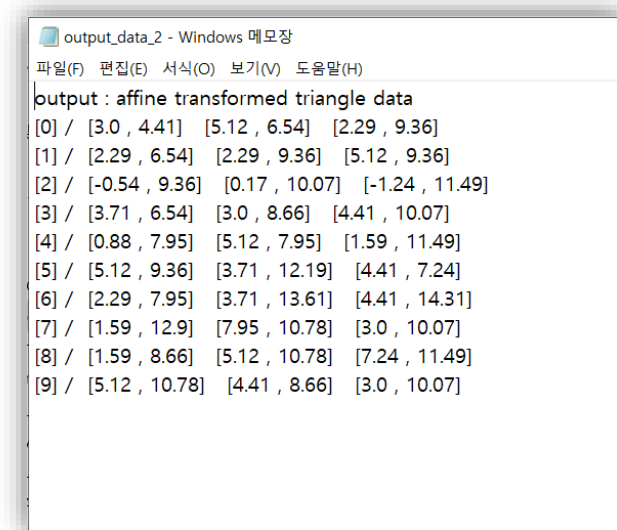 output_data_2 - Windows 메모장
파일(F) 편집(E) 서식(O) 보기(V) 도움말(H)
output : affine transformed triangle data
[0] / [3.0 , 4.41] [5.12 , 6.54] [2.29 , 9.36]
[1] / [2.29 , 6.54] [2.29 , 9.36] [5.12 , 9.36]
[2] / [-0.54 , 9.36] [0.17 , 10.07] [-1.24 , 11.49]
[3] / [3.71 , 6.54] [3.0 , 8.66] [4.41 , 10.07]
[4] / [0.88 , 7.95] [5.12 , 7.95] [1.59 , 11.49]
[5] / [5.12 , 9.36] [3.71 , 12.19] [4.41 , 7.24]
[6] / [2.29 , 7.95] [3.71 , 13.61] [4.41 , 14.31]
[7] / [1.59 , 12.9] [7.95 , 10.78] [3.0 , 10.07]
[8] / [1.59 , 8.66] [5.12 , 10.78] [7.24 , 11.49]
[9] / [5.12 , 10.78] [4.41 , 8.66] [3.0 , 10.07]